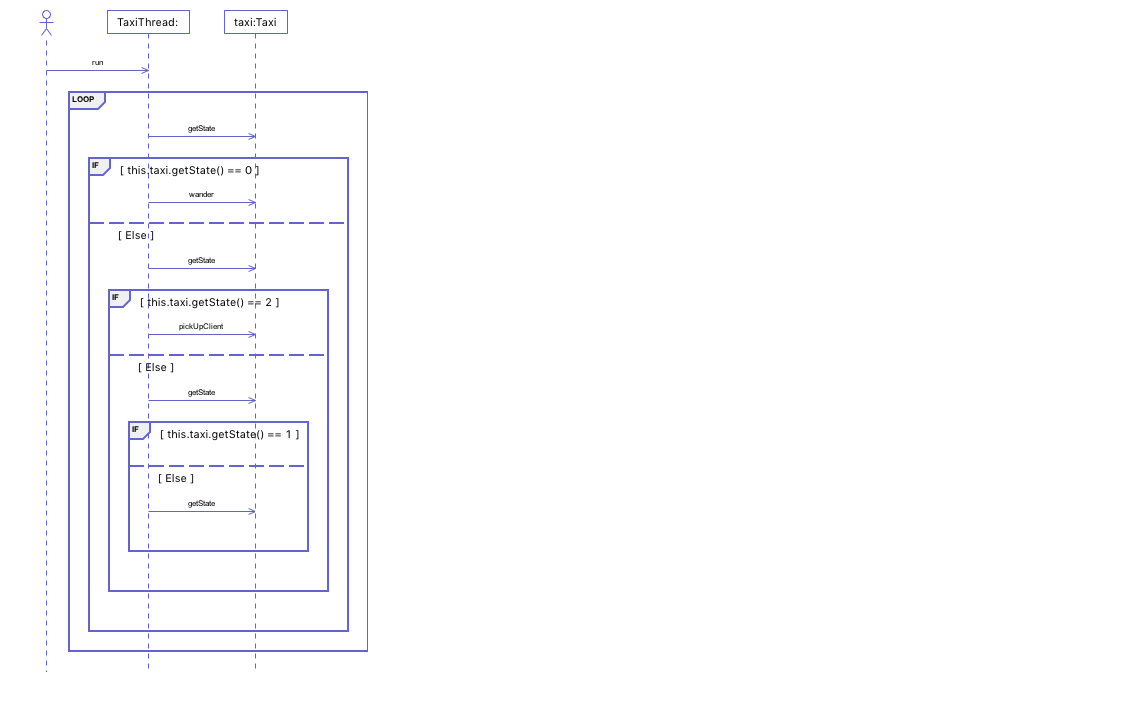 TaxiThread:
taxi:Taxi
run
LOOP
getState
IF
[ this.taxi.getState() == 0 ]
wander
[ Else ]
getState
IF
[ this.taxi.getState() == 2 ]
pickUpClient
[ Else ]
getState
IF
[ this.taxi.getState() == 1 ]
[ Else ]
getState